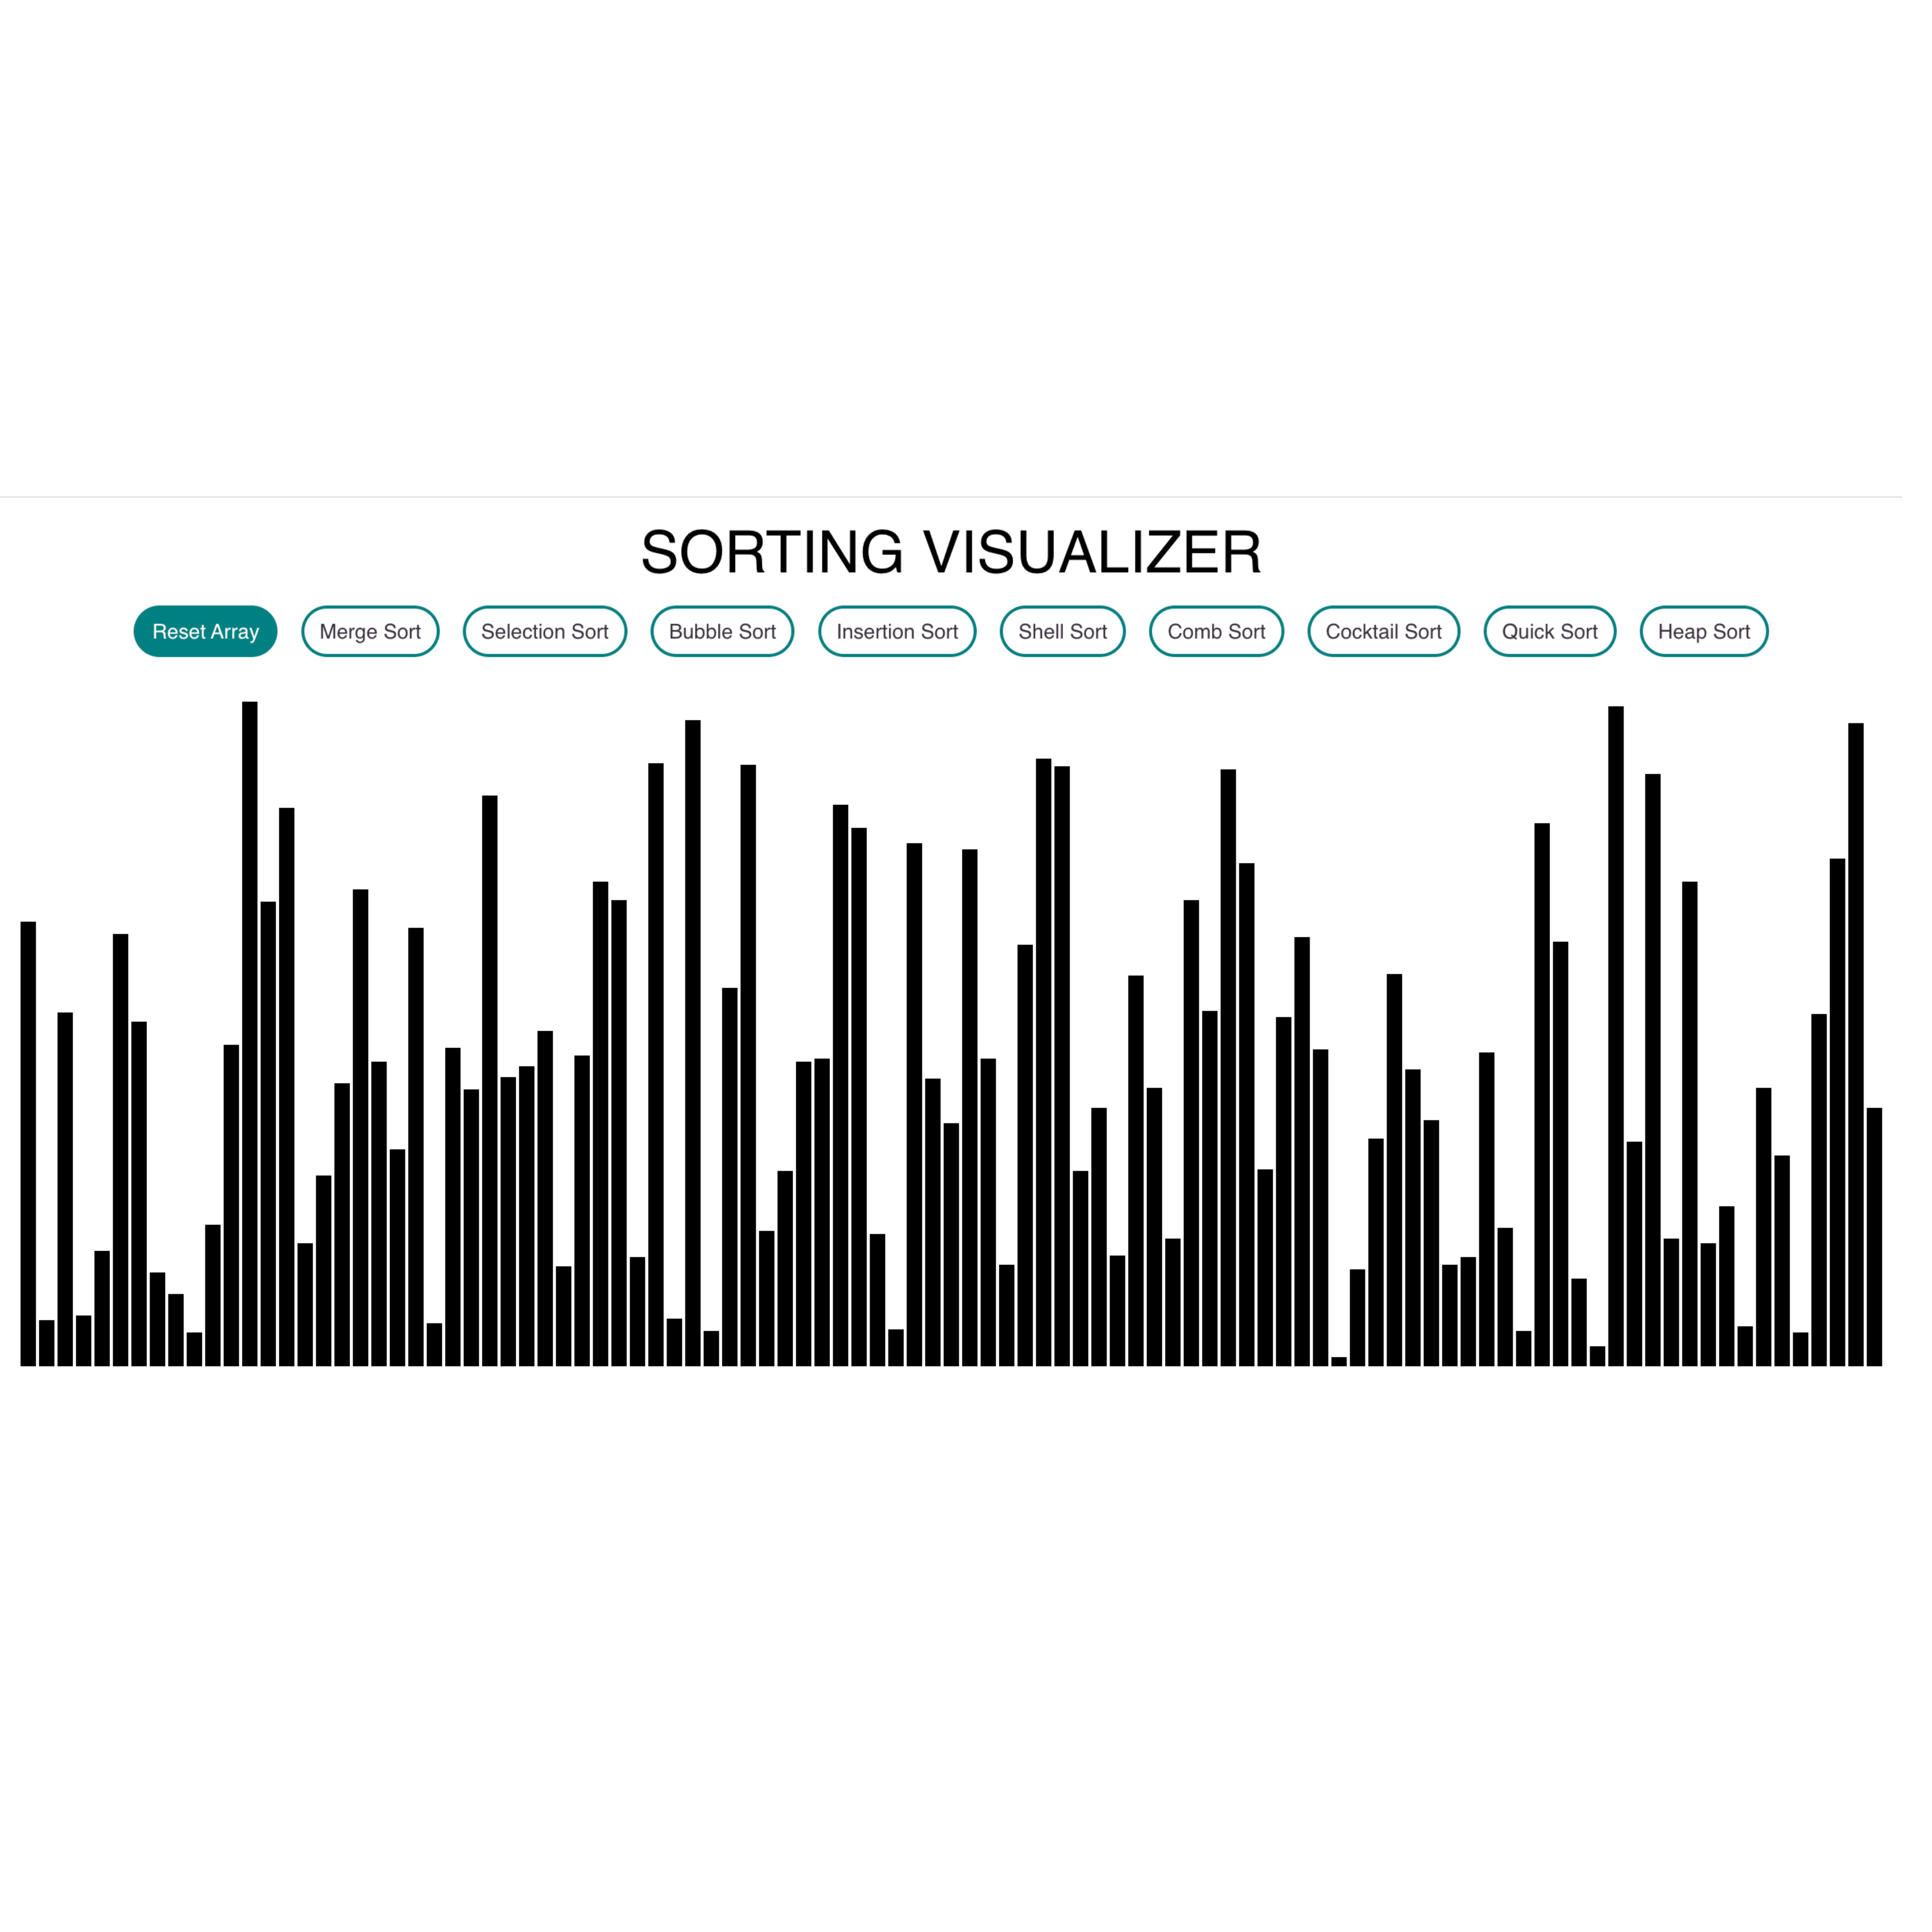 SORTING VISUALIZER
Reset Array Merge Sort Selection Sort Bubble Sort Insertion Sort Shell Sort Comb Sort Cocktail Sort Quick Sort Heap Sort